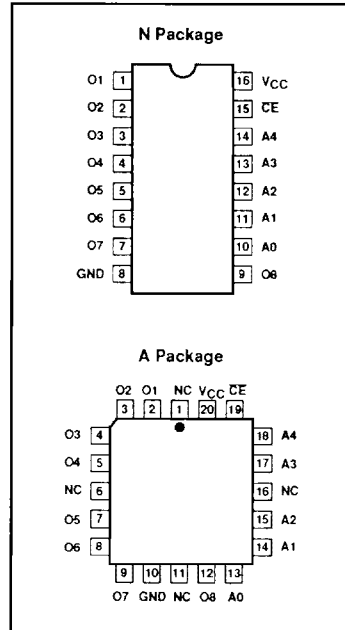 N Package
O1 1 16 VCC
O2 2 15 CE
O3 3 14 A4
O4 4 13 A3
O5 5 12 A2
O6 6 11 A1
O7 7 10 A0
GND 8 9 O8
A Package
O2 O1 NC VCC CE
3 2 1 20 19
O3 4 18 A4
O4 5 17 A3
NC 6 16 NC
O5 7 15 A2
O6 8 14 A1
9 10 11 12 13
O7 GND NC O8 A0